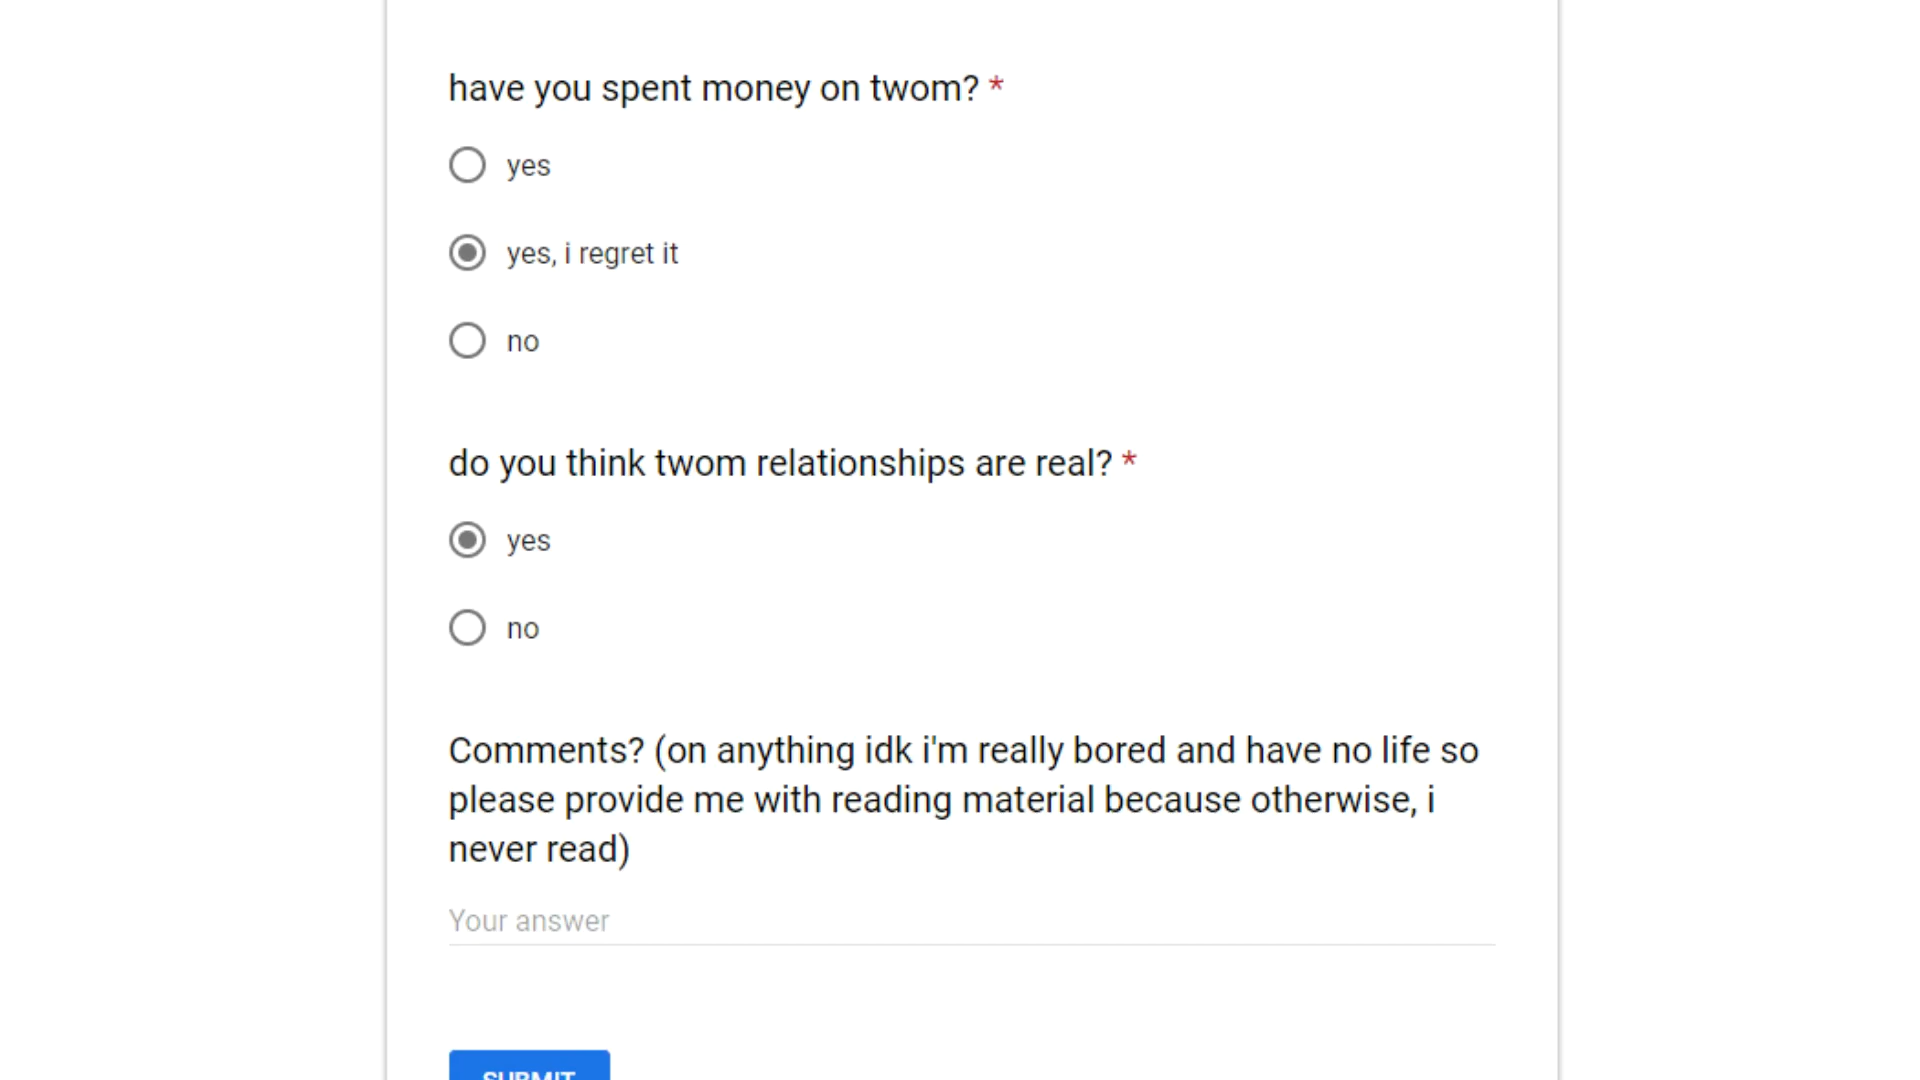 have you spent money on twom? *
yes
yes, i regret it
no
do you think twom relationships are real? *
yes
no
Comments? (on anything idk i'm really bored and have no life so
please provide me with reading material because otherwise, i
never read)
Your answer
SUBMIT